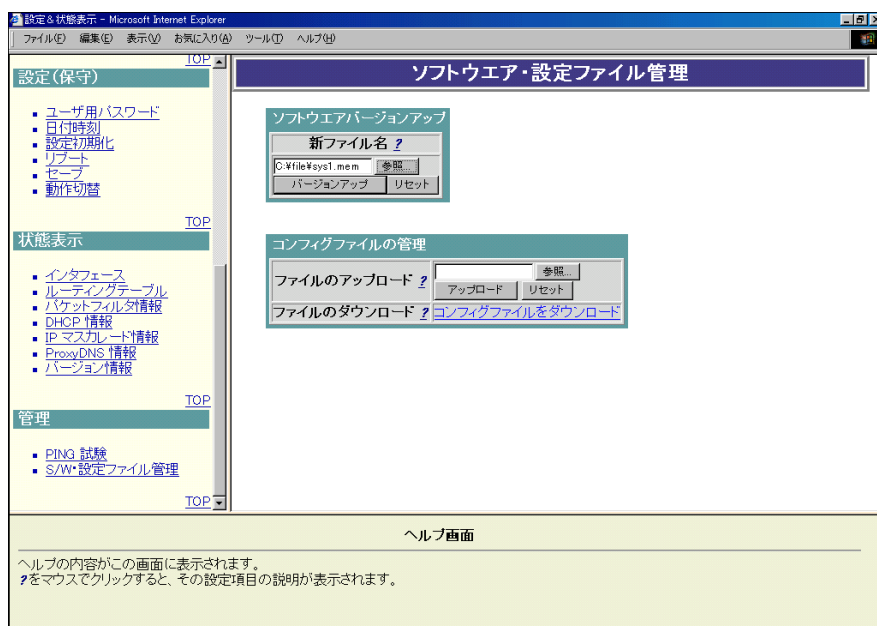 設定＆状態表示 - Microsoft Internet Explorer
ファイル(F) 編集(E) 表示(V) お気に入り(A) ツール(T) ヘルプ(H)
TOP
設定(保守)
ユーザ用パスワード
日付時刻
設定初期化
リブート
セーブ
動作切替
TOP
状態表示
インタフェース
ルーティングテーブル
パケットフィルタ情報
DHCP 情報
IP マスカレード情報
ProxyDNS 情報
バージョン情報
TOP
管理
PING 試験
S/W・設定ファイル管理
TOP
ソフトウエア・設定ファイル管理
ソフトウエアバージョンアップ
新ファイル名 ?
C:¥file¥sys1.mem 参照...
バージョンアップ リセット
コンフィグファイルの管理
ファイルのアップロード ? 参照...
アップロード リセット
ファイルのダウンロード ? コンフィグファイルをダウンロード
ヘルプ画面
ヘルプの内容がこの画面に表示されます。
?をマウスでクリックすると、その設定項目の説明が表示されます。